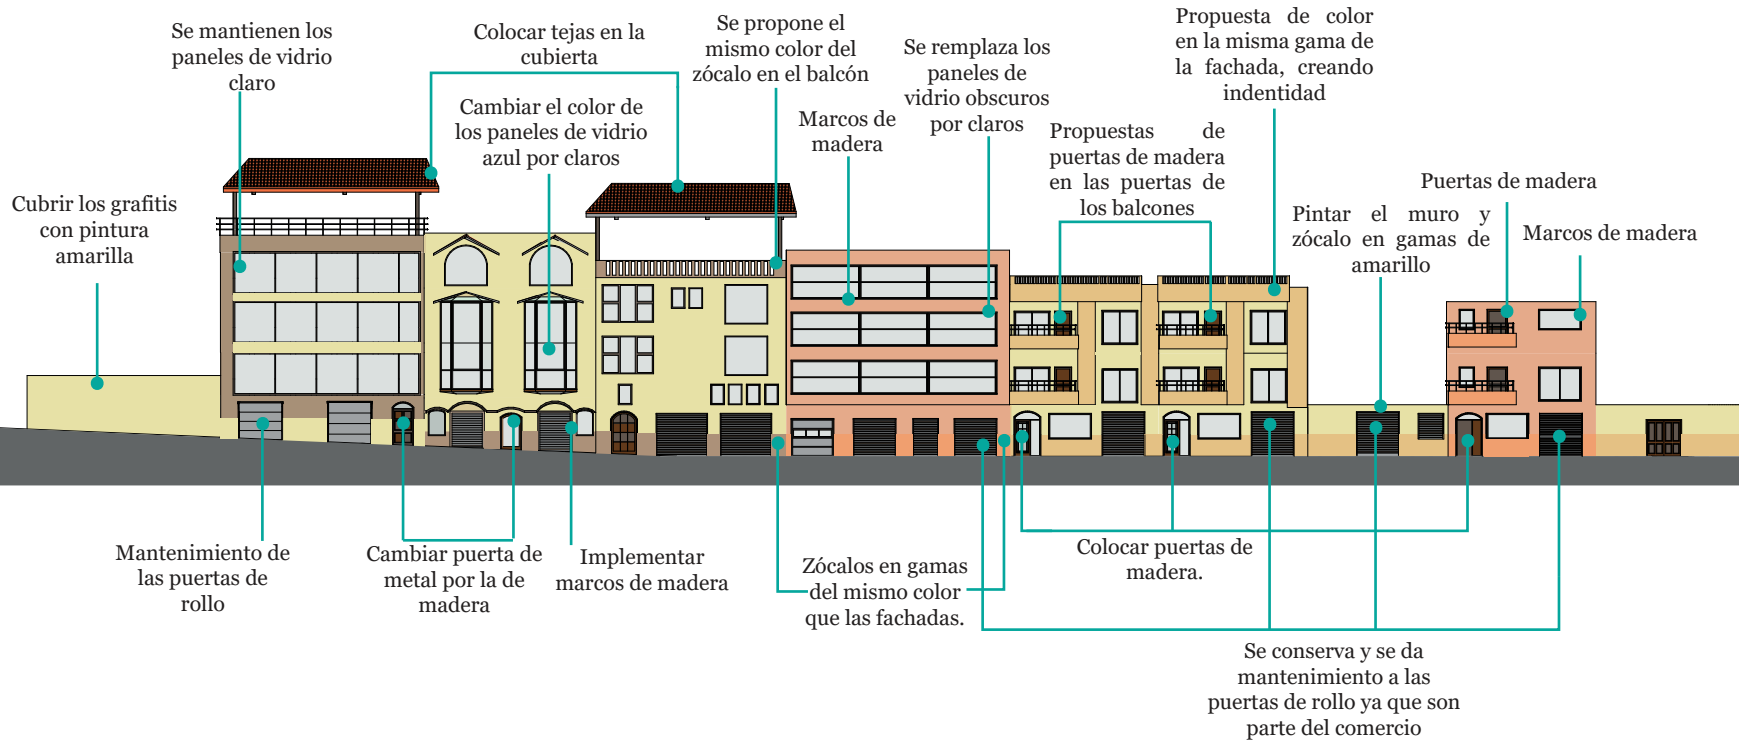 Se mantienen los
paneles de vidrio
claro
Colocar tejas en la
cubierta
Se propone el
mismo color del
zócalo en el balcón
Se remplaza los
paneles de
vidrio obscuros
por claros
Propuesta de color
en la misma gama de
la fachada, creando
indentidad
Cambiar el color de
los paneles de vidrio
azul por claros
Marcos de
madera
Propuestas de
puertas de madera
en las puertas de
los balcones
Cubrir los grafitis
con pintura
amarilla
Pintar el muro y
zócalo en gamas de
amarillo
Puertas de madera
Marcos de madera
Mantenimiento de
las puertas de
rollo
Cambiar puerta de
metal por la de
madera
Implementar
marcos de madera
Zócalos en gamas
del mismo color
que las fachadas.
Colocar puertas de
madera.
Se conserva y se da
mantenimiento a las
puertas de rollo ya que son
parte del comercio